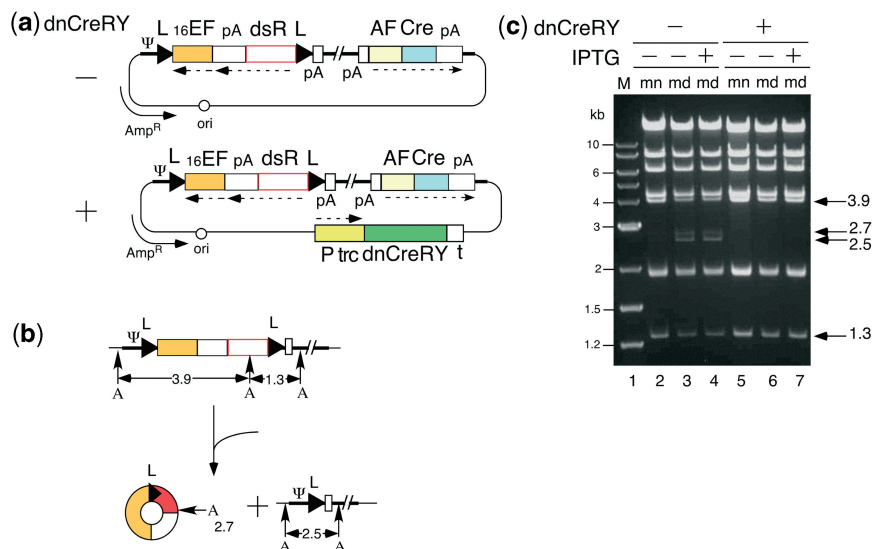 (a) dnCreRY
L 16EF pA dsR L AF Cre pA
Ψ
pA pA
−
AmpR ori
L 16EF pA dsR L AF Cre pA
Ψ
pA pA
+
AmpR ori
P trc dnCreRY t
(b)
L L
Ψ
3.9 1.3
A A A
L L
Ψ
A + 
2.7 2.5
A A
(c) dnCreRY − +
IPTG − − + − − +
M mn md md mn md md
kb
10
6
4 3.9
3 2.7
2.5
2
1.5
1.3
1.2
1 2 3 4 5 6 7